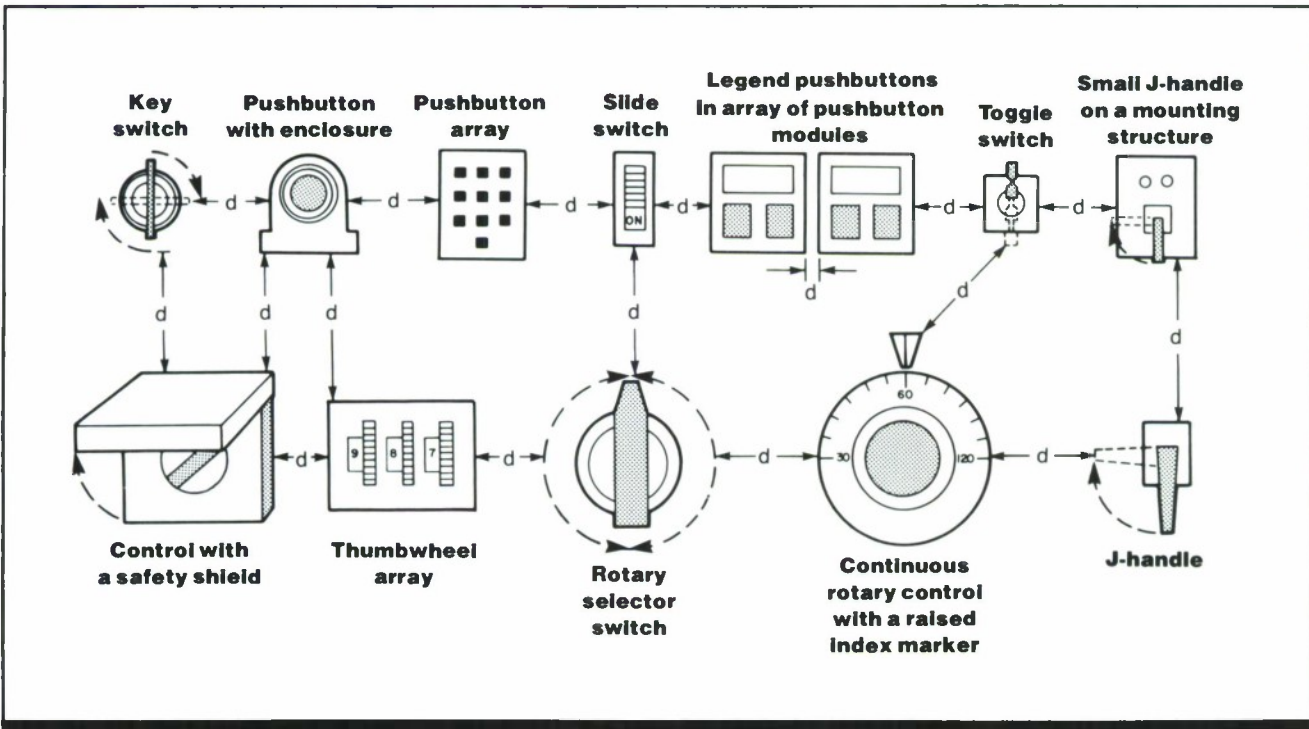 Key
switch
Pushbutton
with enclosure
Pushbutton
array
Slide
switch
Legend pushbuttons
in array of pushbutton
modules
Toggle
switch
Small J-handle
on a mounting
structure
ON
d d d d d d
d
d d d d d d
60
9 8 7
30 120
d d d d d
Control with
a safety shield
Thumbwheel
array
Rotary
selector
switch
Continuous
rotary control
with a raised
index marker
J-handle